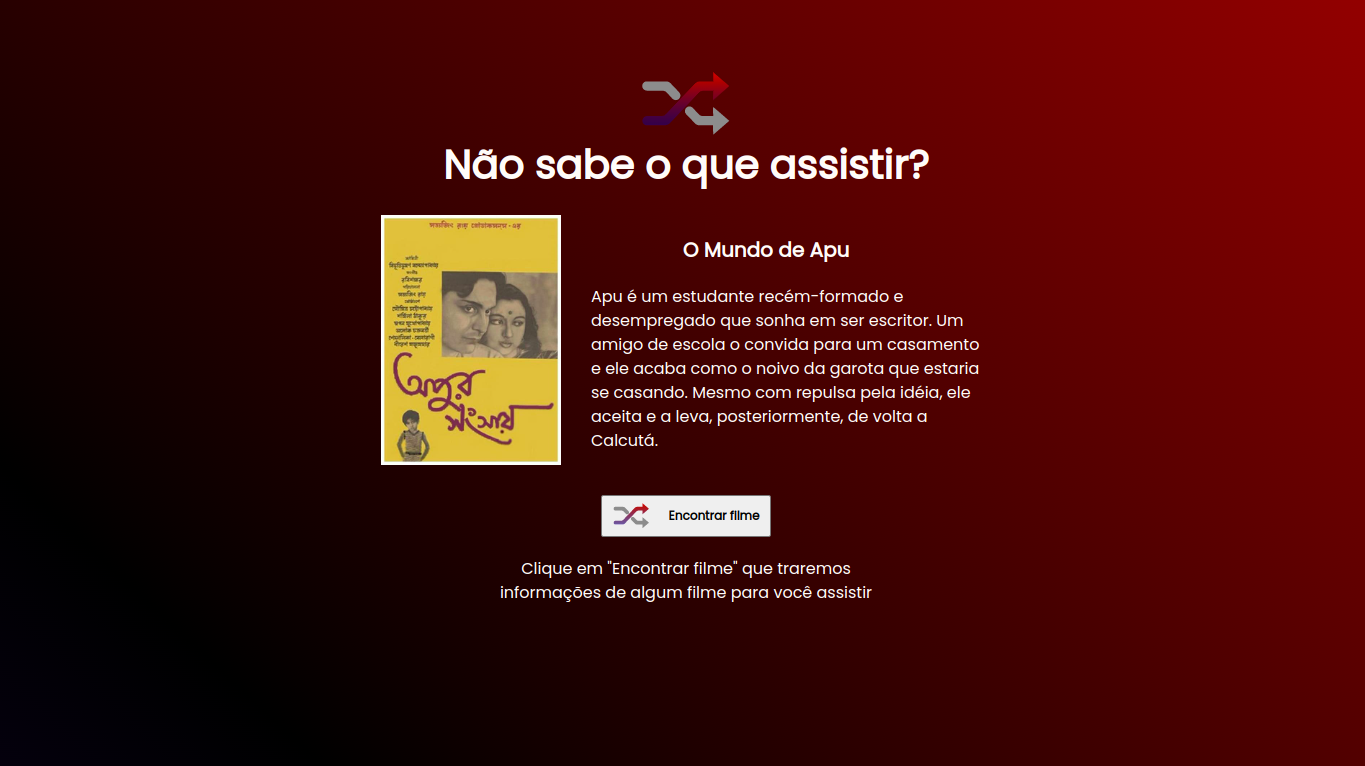 Não sabe o que assistir?
অপুর
সংসার
O Mundo de Apu
Apu é um estudante recém-formado e
desempregado que sonha em ser escritor. Um
amigo de escola o convida para um casamento
e ele acaba como o noivo da garota que estaria
se casando. Mesmo com repulsa pela idéia, ele
aceita e a leva, posteriormente, de volta a
Calcutá.
Encontrar filme
Clique em "Encontrar filme" que traremos
informações de algum filme para você assistir